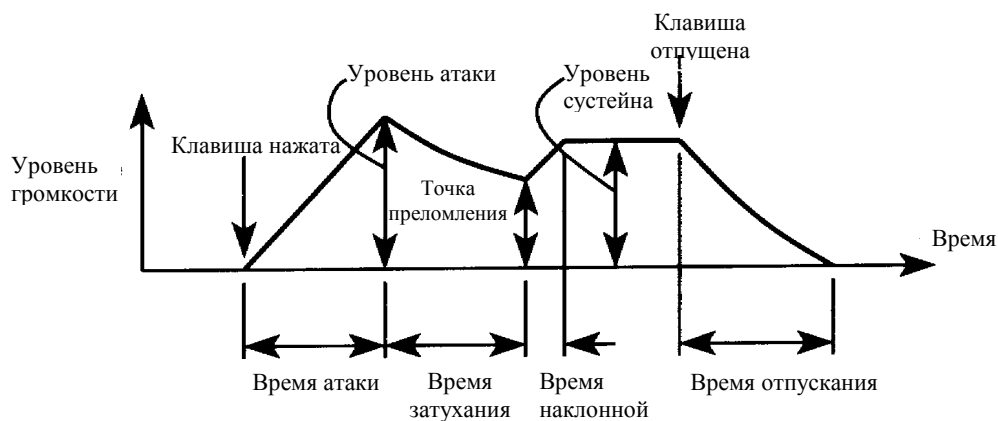 Клавиша
отпущена
Уровень атаки
Уровень
сустейна
Клавиша нажата
Уровень
громкости
Точка
преломления
Время
Время атаки
Время
затухания
Время
наклонной
Время отпускания